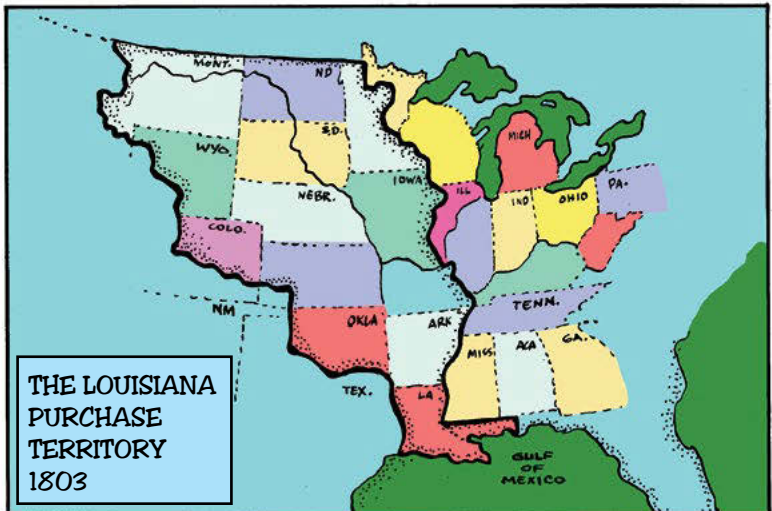 MONT.
ND
MICH
WYO.
S.D.
IOWA
ILL
IND
OHIO
PA.
NEBR.
COLO.
NM
OKLA
ARK
TENN.
MISS.
ACA
GA.
TEX.
LA
THE LOUISIANA
PURCHASE
TERRITORY
1803
GULF
OF
MEXICO